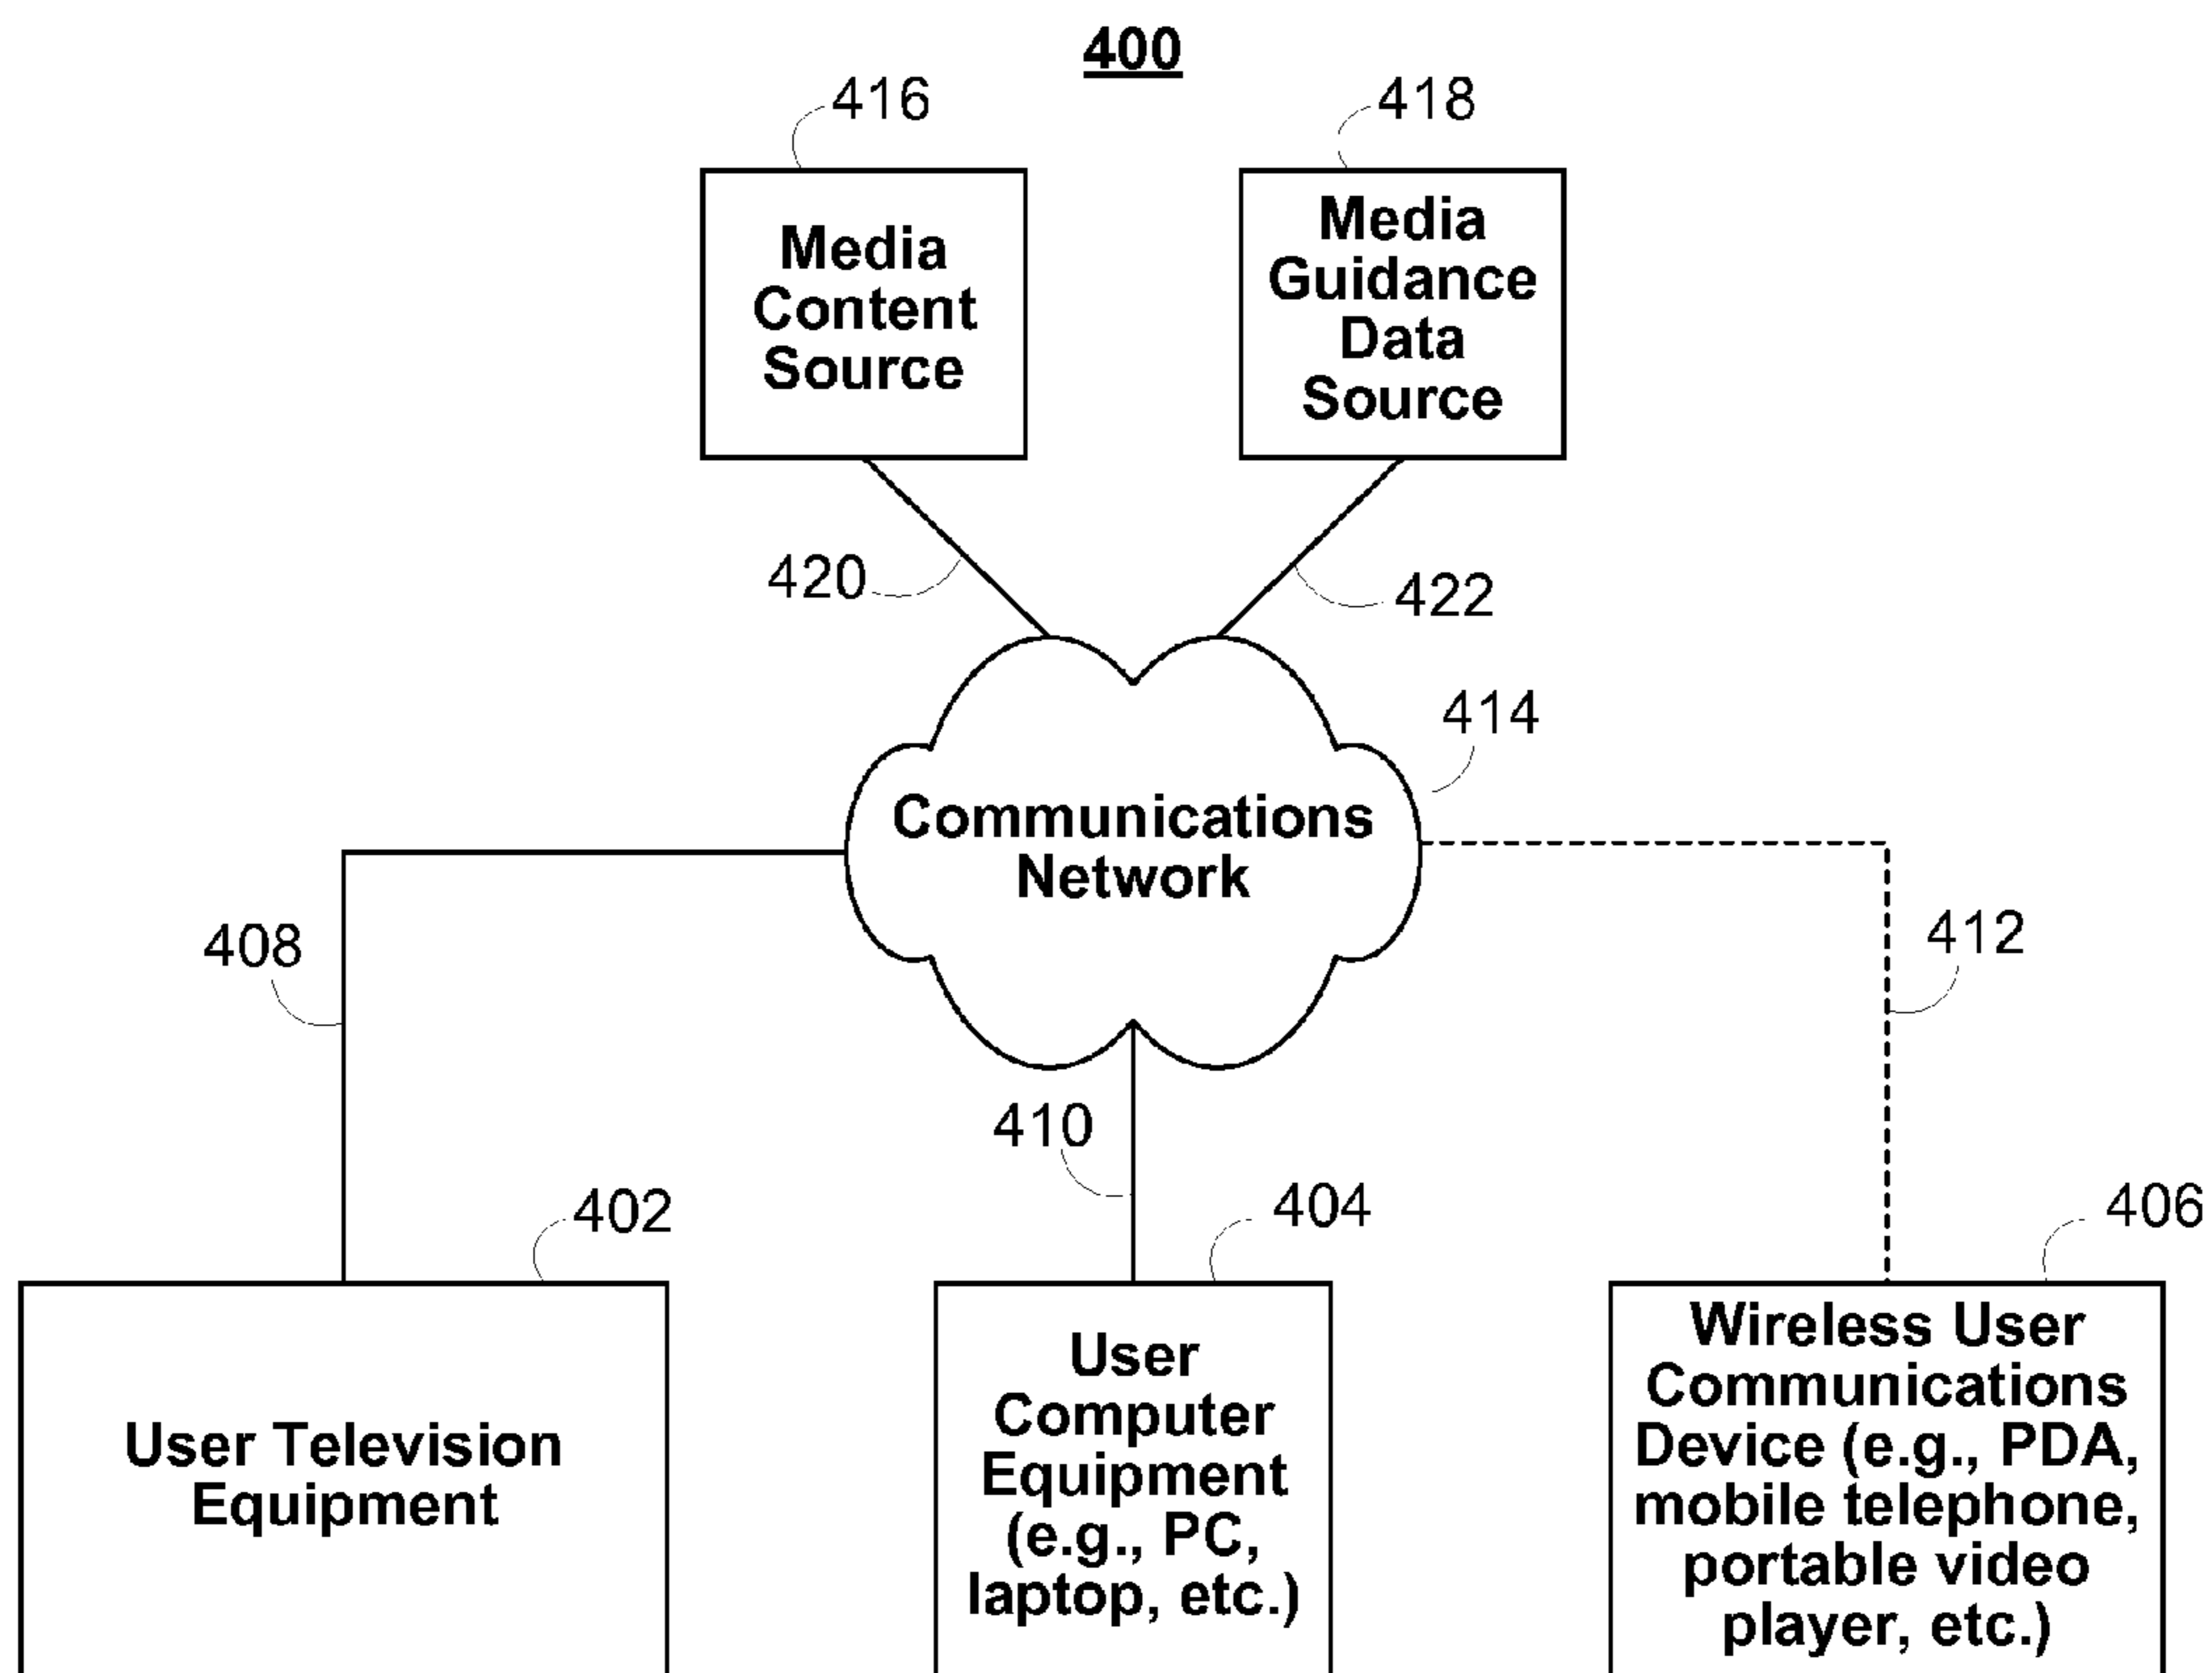 400
416
418
Media
Content
Source
Media
Guidance
Data
Source
420
422
414
Communications
Network
408
412
410
402
404
406
User Television
Equipment
User
Computer
Equipment
(e.g., PC,
laptop, etc.)
Wireless User
Communications
Device (e.g., PDA,
mobile telephone,
portable video
player, etc.)